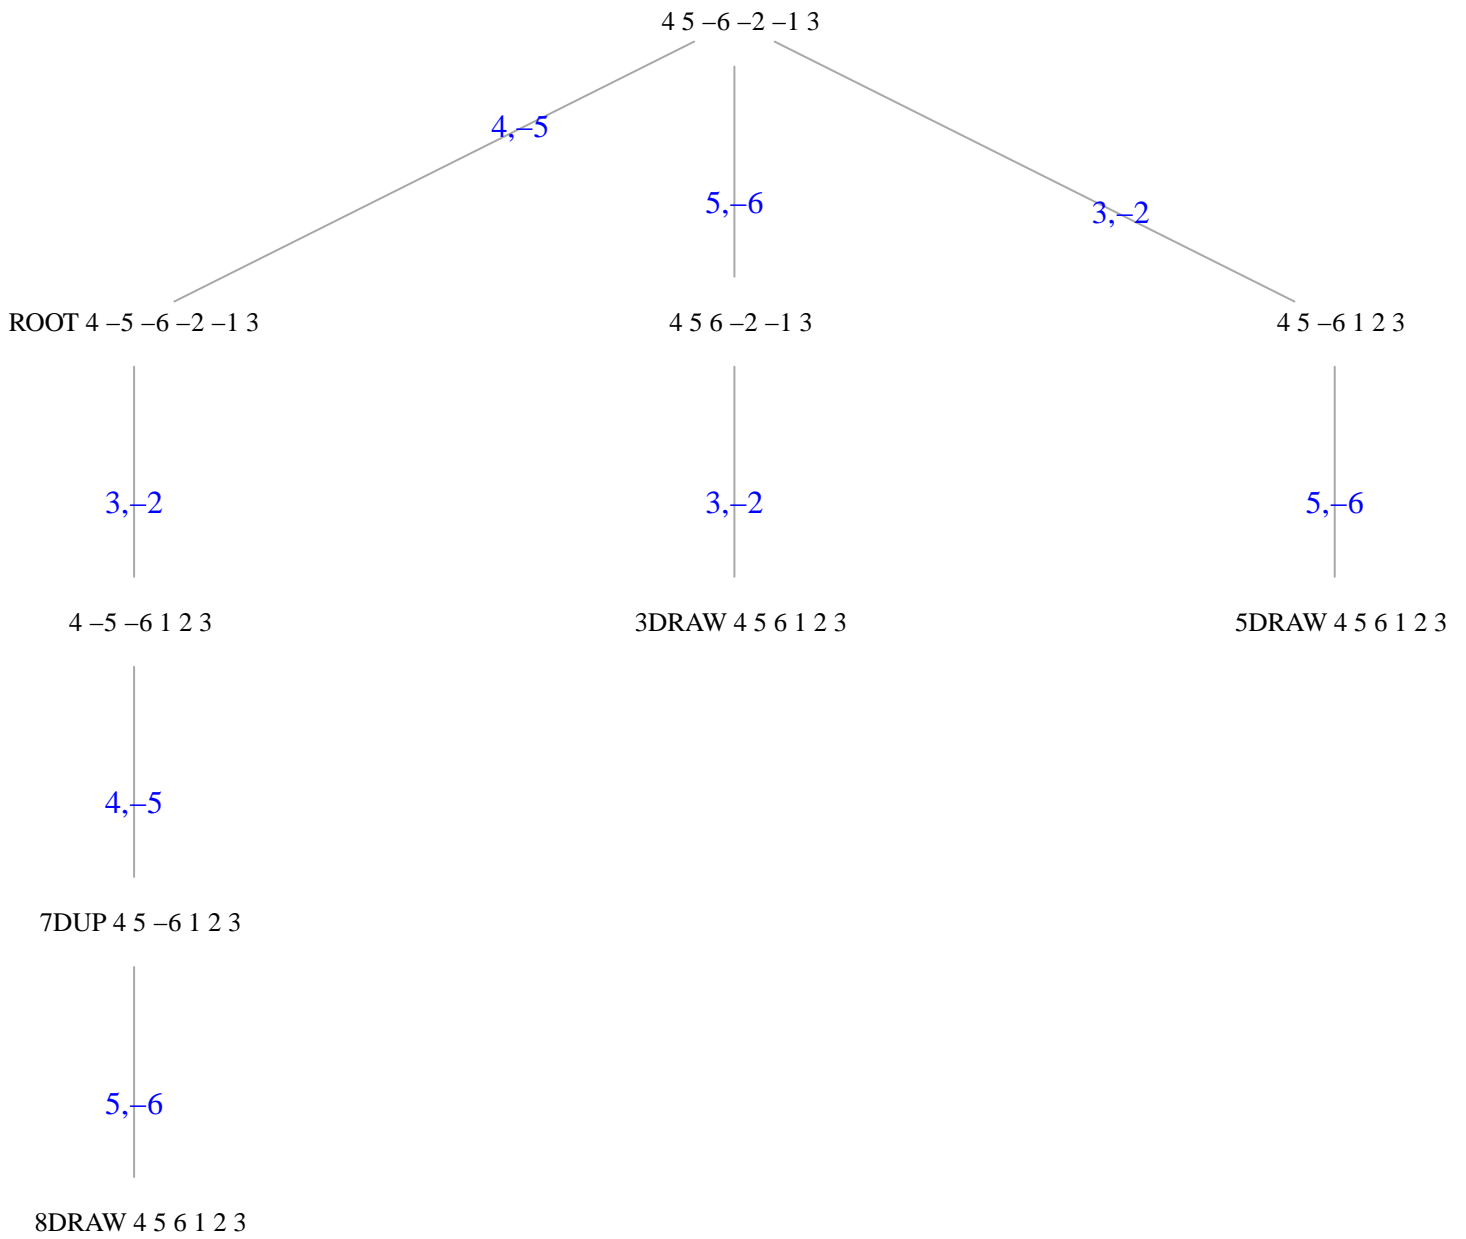 4 5 –6 –2 –1 3
4,–5
5,–6
3,–2
ROOT 4 –5 –6 –2 –1 3
4 5 6 –2 –1 3
4 5 –6 1 2 3
3,–2
3,–2
5,–6
4 –5 –6 1 2 3
3DRAW 4 5 6 1 2 3
5DRAW 4 5 6 1 2 3
4,–5
7DUP 4 5 –6 1 2 3
5,–6
8DRAW 4 5 6 1 2 3